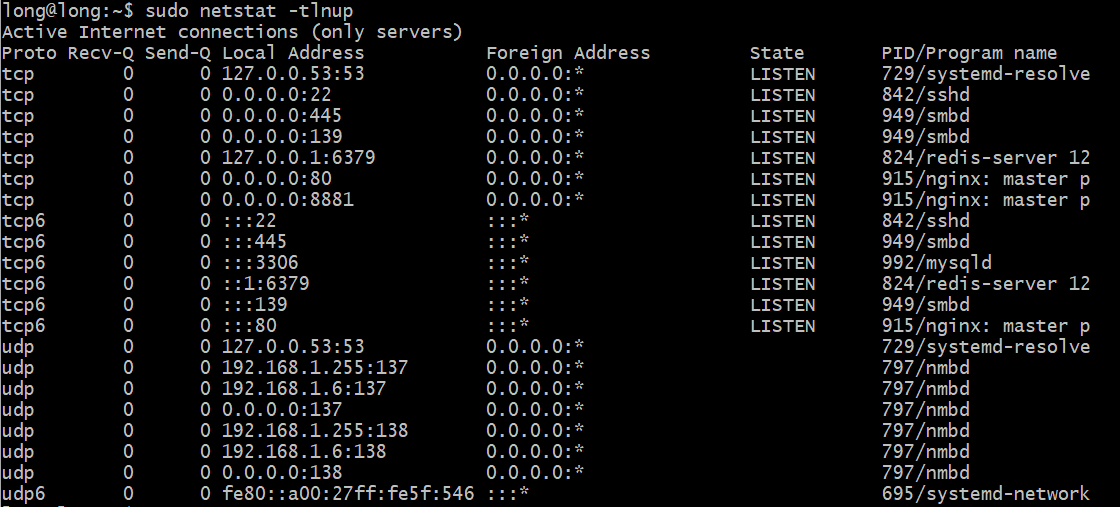 long@long:~$ sudo netstat -tlnup
Active Internet connections (only servers)
Proto Recv-Q Send-Q Local Address           Foreign Address         State       PID/Program name
tcp        0      0 127.0.0.53:53           0.0.0.0:*               LISTEN      729/systemd-resolve
tcp        0      0 0.0.0.0:22              0.0.0.0:*               LISTEN      842/sshd
tcp        0      0 0.0.0.0:445             0.0.0.0:*               LISTEN      949/smbd
tcp        0      0 0.0.0.0:139             0.0.0.0:*               LISTEN      949/smbd
tcp        0      0 127.0.0.1:6379          0.0.0.0:*               LISTEN      824/redis-server 12
tcp        0      0 0.0.0.0:80              0.0.0.0:*               LISTEN      915/nginx: master p
tcp        0      0 0.0.0.0:8881            0.0.0.0:*               LISTEN      915/nginx: master p
tcp6       0      0 :::22                   :::*                    LISTEN      842/sshd
tcp6       0      0 :::445                  :::*                    LISTEN      949/smbd
tcp6       0      0 :::3306                 :::*                    LISTEN      992/mysqld
tcp6       0      0 ::1:6379                :::*                    LISTEN      824/redis-server 12
tcp6       0      0 :::139                  :::*                    LISTEN      949/smbd
tcp6       0      0 :::80                   :::*                    LISTEN      915/nginx: master p
udp        0      0 127.0.0.53:53           0.0.0.0:*                           729/systemd-resolve
udp        0      0 192.168.1.255:137       0.0.0.0:*                           797/nmbd
udp        0      0 192.168.1.6:137         0.0.0.0:*                           797/nmbd
udp        0      0 0.0.0.0:137             0.0.0.0:*                           797/nmbd
udp        0      0 192.168.1.255:138       0.0.0.0:*                           797/nmbd
udp        0      0 192.168.1.6:138         0.0.0.0:*                           797/nmbd
udp        0      0 0.0.0.0:138             0.0.0.0:*                           797/nmbd
udp6       0      0 fe80::a00:27ff:fe5f:546 :::*                                695/systemd-network